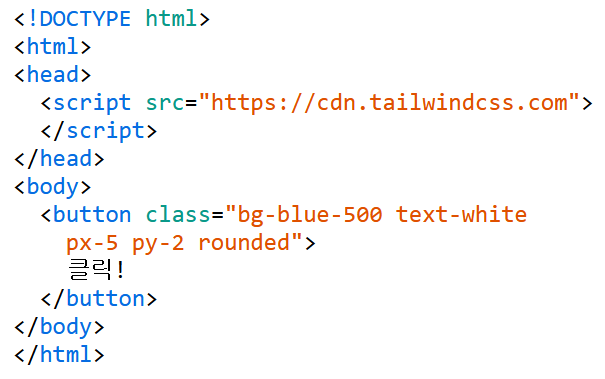 <!DOCTYPE html>
<html>
<head>
  <script src="https://cdn.tailwindcss.com">
  </script>
</head>
<body>
  <button class="bg-blue-500 text-white
    px-5 py-2 rounded">
    클릭!
  </button>
</body>
</html>